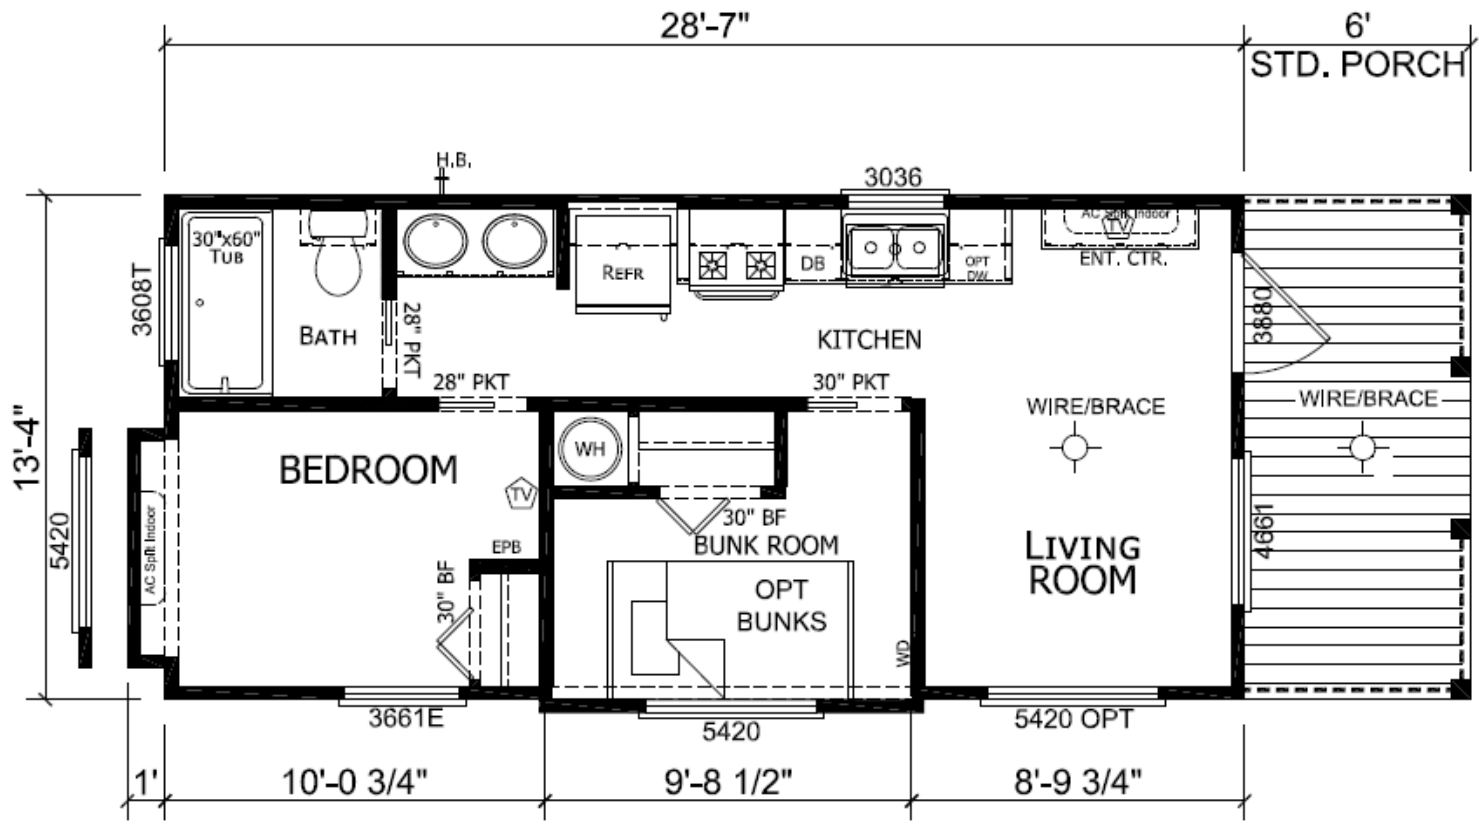 28'-7"
6'
STD. PORCH
H.B.
3036
30"x60"
TUB
3608T
BATH
28" PKT
REFR
DB
OPT
DW
AC Split Indoor
TV
ENT. CTR.
3880
KITCHEN
28" PKT
30" PKT
WIRE/BRACE
WIRE/BRACE
13'-4"
BEDROOM
TV
WH
30" BF
BUNK ROOM
EPB
5420
AC Split Indoor
30" BF
OPT
BUNKS
WD
LIVING
ROOM
4661
3661E
5420
5420 OPT
1'
10'-0 3/4"
9'-8 1/2"
8'-9 3/4"